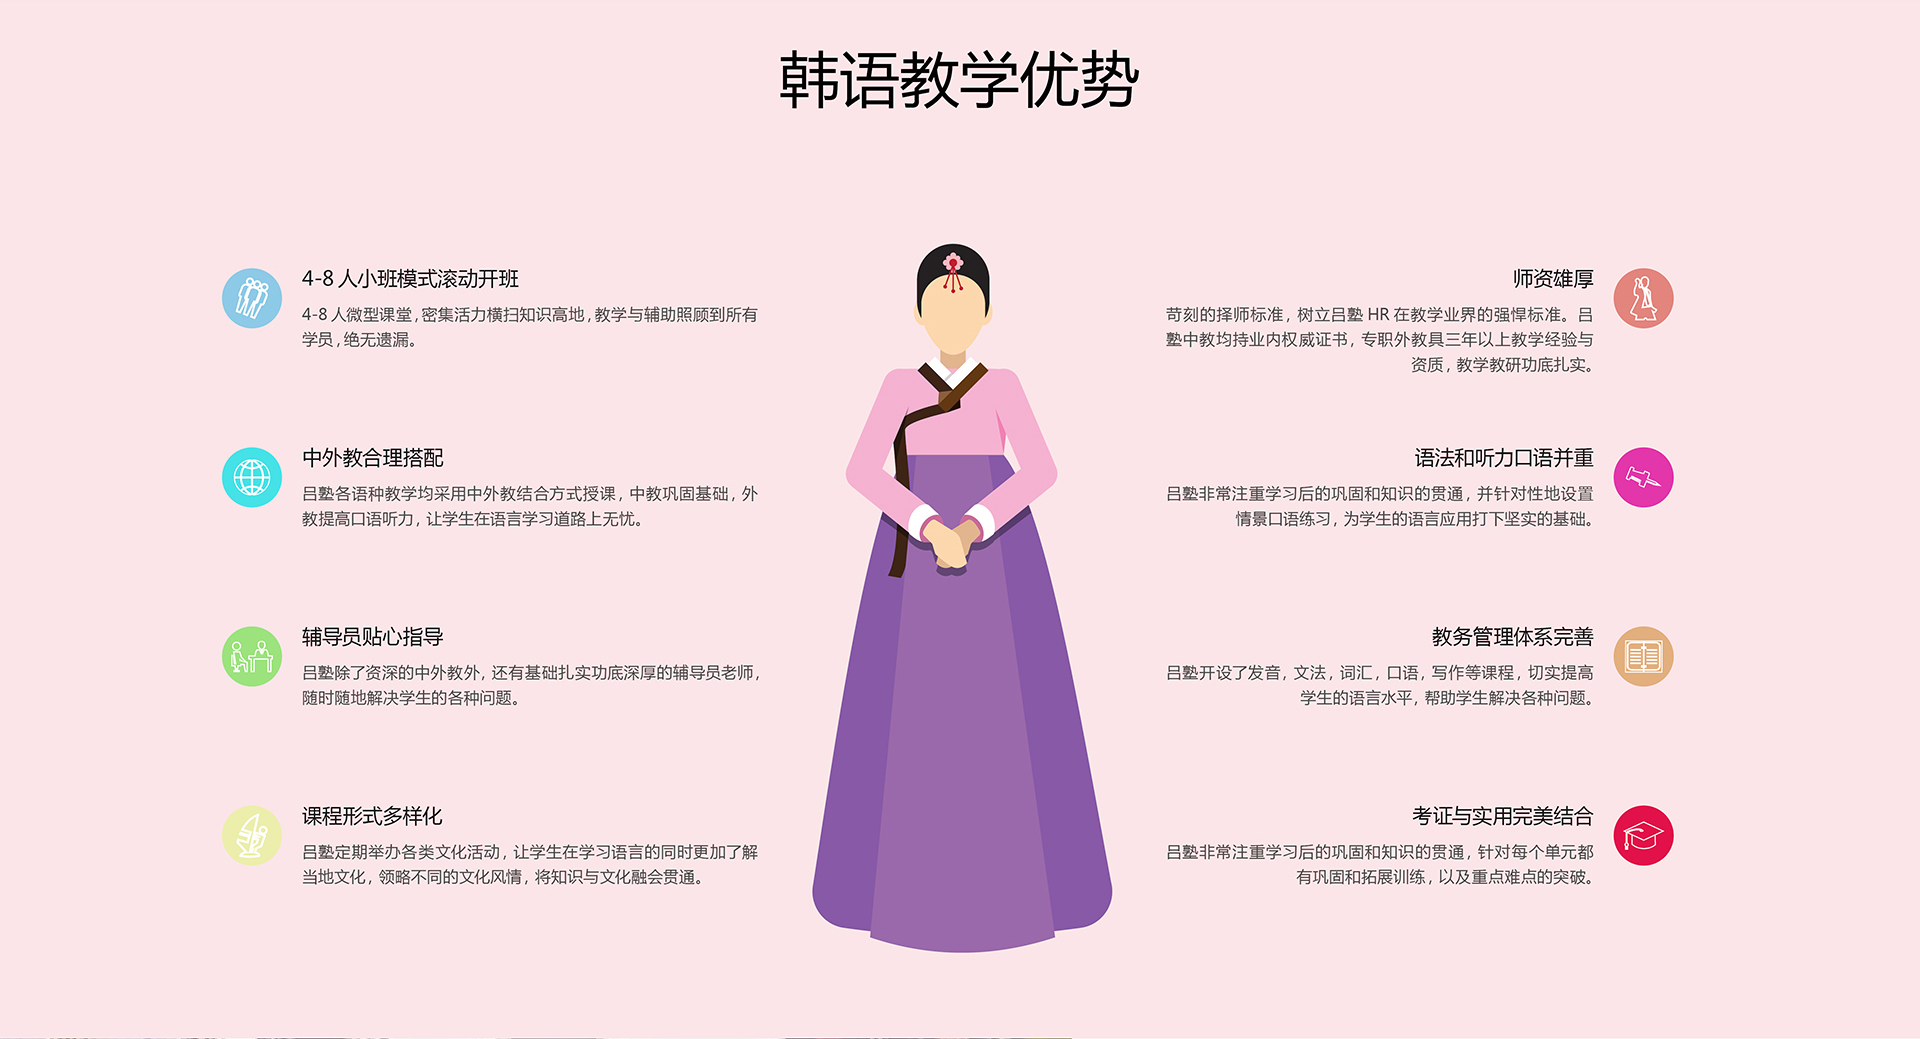 韩语教学优势
4-8 人小班模式滚动开班
4-8 人微型课堂,密集活力横扫知识高地,教学与辅助照顾到所有
学员,绝无遗漏。
中外教合理搭配
吕塾各语种教学均采用中外教结合方式授课,中教巩固基础,外
教提高口语听力,让学生在语言学习道路上无忧。
辅导员贴心指导
吕塾除了资深的中外教外,还有基础扎实功底深厚的辅导员老师,
随时随地解决学生的各种问题。
课程形式多样化
吕塾定期举办各类文化活动,让学生在学习语言的同时更加了解
当地文化,领略不同的文化风情,将知识与文化融会贯通。
师资雄厚
苛刻的择师标准,树立吕塾 HR 在教学业界的强悍标准。吕
塾中教均持业内权威证书,专职外教具三年以上教学经验与
资质,教学教研功底扎实。
语法和听力口语并重
吕塾非常注重学习后的巩固和知识的贯通,并针对性地设置
情景口语练习,为学生的语言应用打下坚实的基础。
教务管理体系完善
吕塾开设了发音,文法,词汇,口语,写作等课程,切实提高
学生的语言水平,帮助学生解决各种问题。
考证与实用完美结合
吕塾非常注重学习后的巩固和知识的贯通,针对每个单元都
有巩固和拓展训练,以及重点难点的突破。